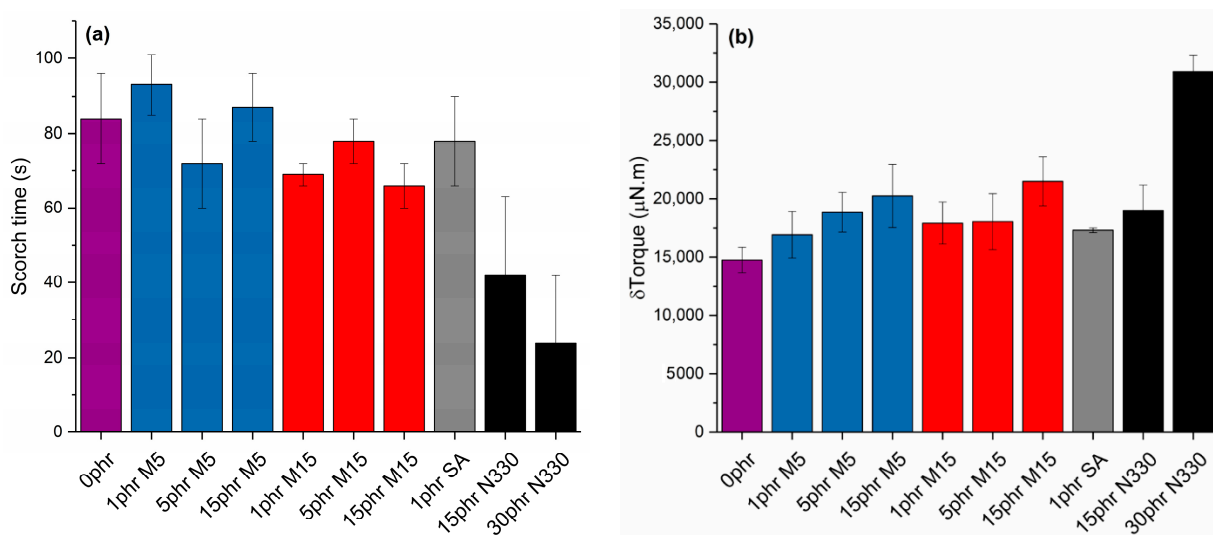 (a)
Scorch time (s)
100
80
60
40
20
0
0phr
1phr M5
5phr M5
15phr M5
1phr M15
5phr M15
15phr M15
1phr SA
15phr N330
30phr N330
(b)
δTorque (μN.m)
35,000
30,000
25,000
20,000
15,000
10,000
5000
0
0phr
1phr M5
5phr M5
15phr M5
1phr M15
5phr M15
15phr M15
1phr SA
15phr N330
30phr N330